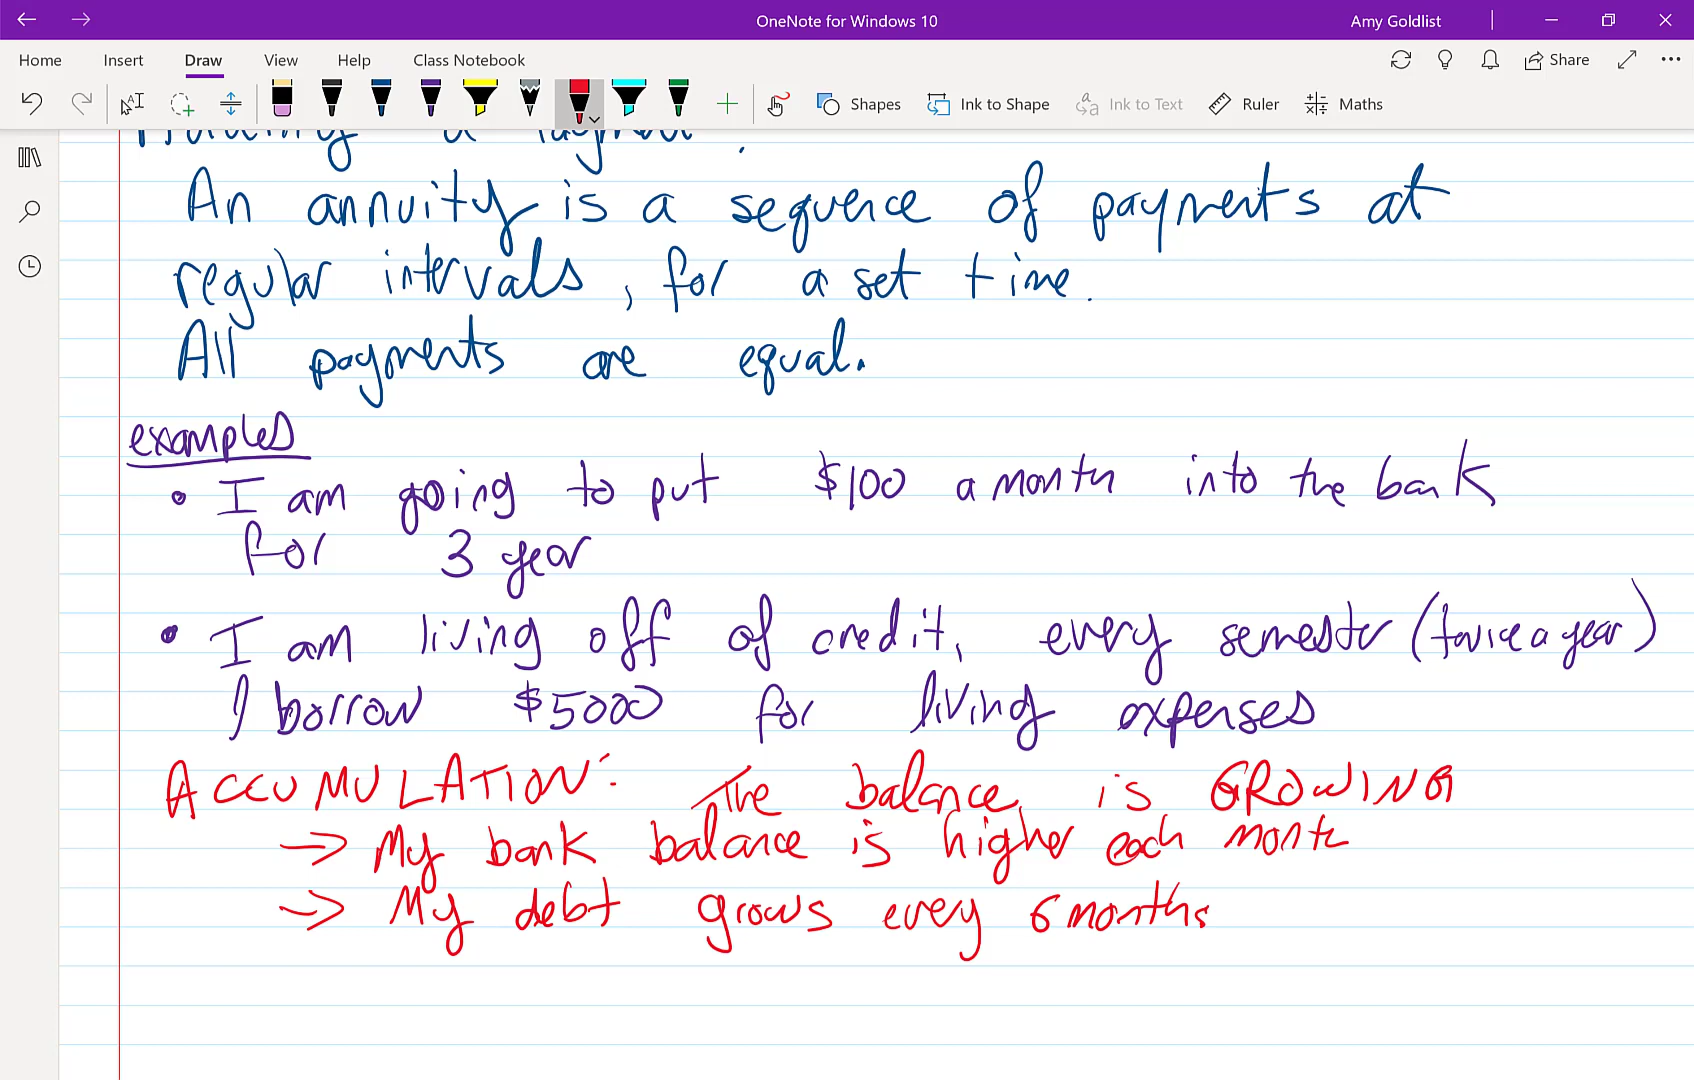 OneNote for Windows 10
Amy Goldlist
Home Insert Draw View Help Class Notebook
Share
Shapes Ink to Shape Ink to Text Ruler Maths
An annuity is a sequence of payments at
regular intervals, for a set time.
All payments are equal.
examples
• I am going to put $100 a month into the bank
for 3 year
• I am living off of credit, every semester (twice a year)
I borrow $5000 for living expenses
ACCUMULATION: The balance is GROWING
→ My bank balance is higher each month
→ My debt grows every 6 months